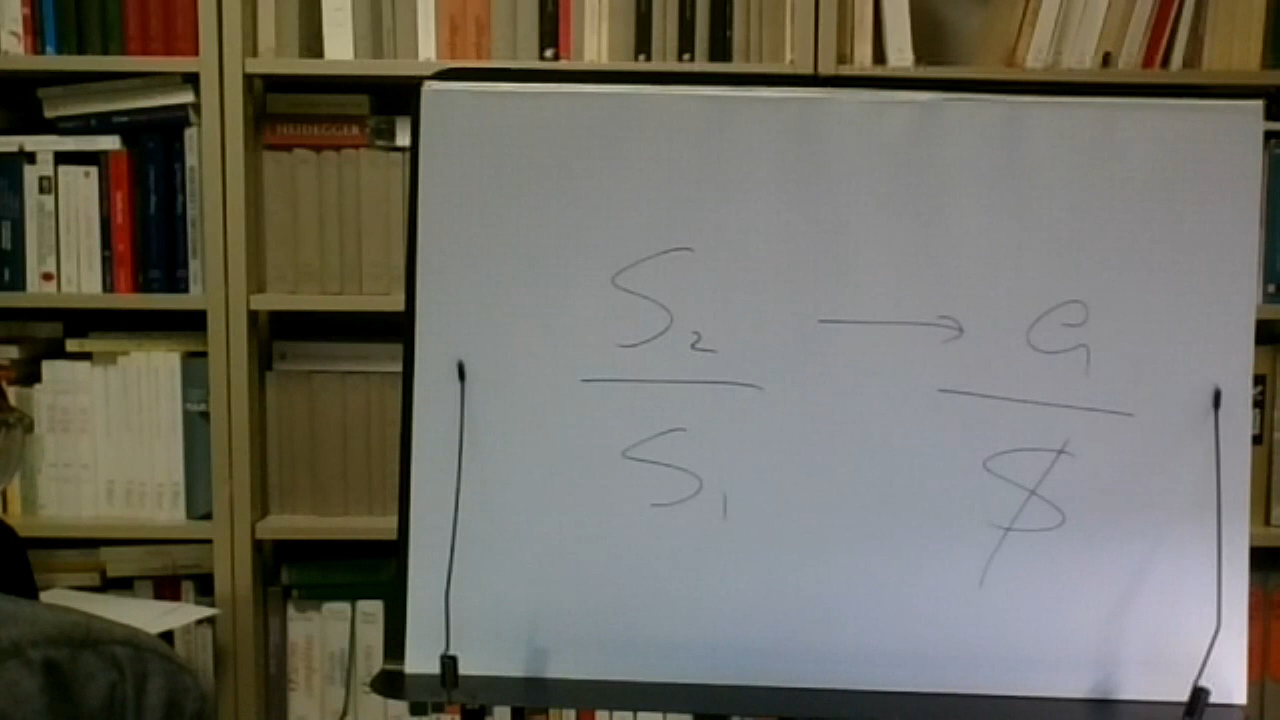 HEIDEGGER
S₂ → a
S₁ $